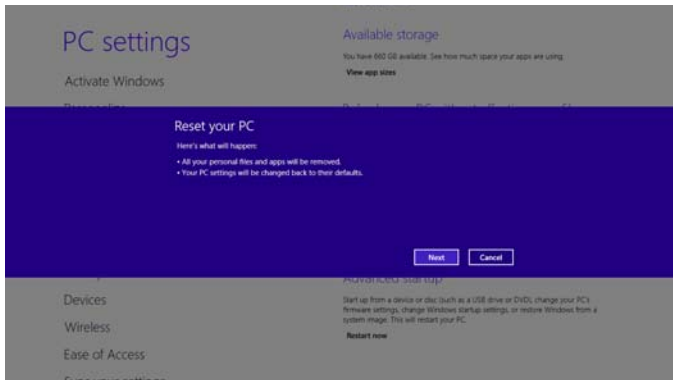 PC settings
Activate Windows
Available storage
You have 660 GB available. See how much space your apps are using.
View app sizes
Reset your PC
Here's what will happen:
• All your personal files and apps will be removed.
• Your PC settings will be changed back to their defaults.
Next
Cancel
Devices
Wireless
Ease of Access
Advanced startup
Start up from a device or disc (such as a USB drive or DVD), change your PC's
firmware settings, change Windows startup settings, or restore Windows from a
system image. This will restart your PC.
Restart now